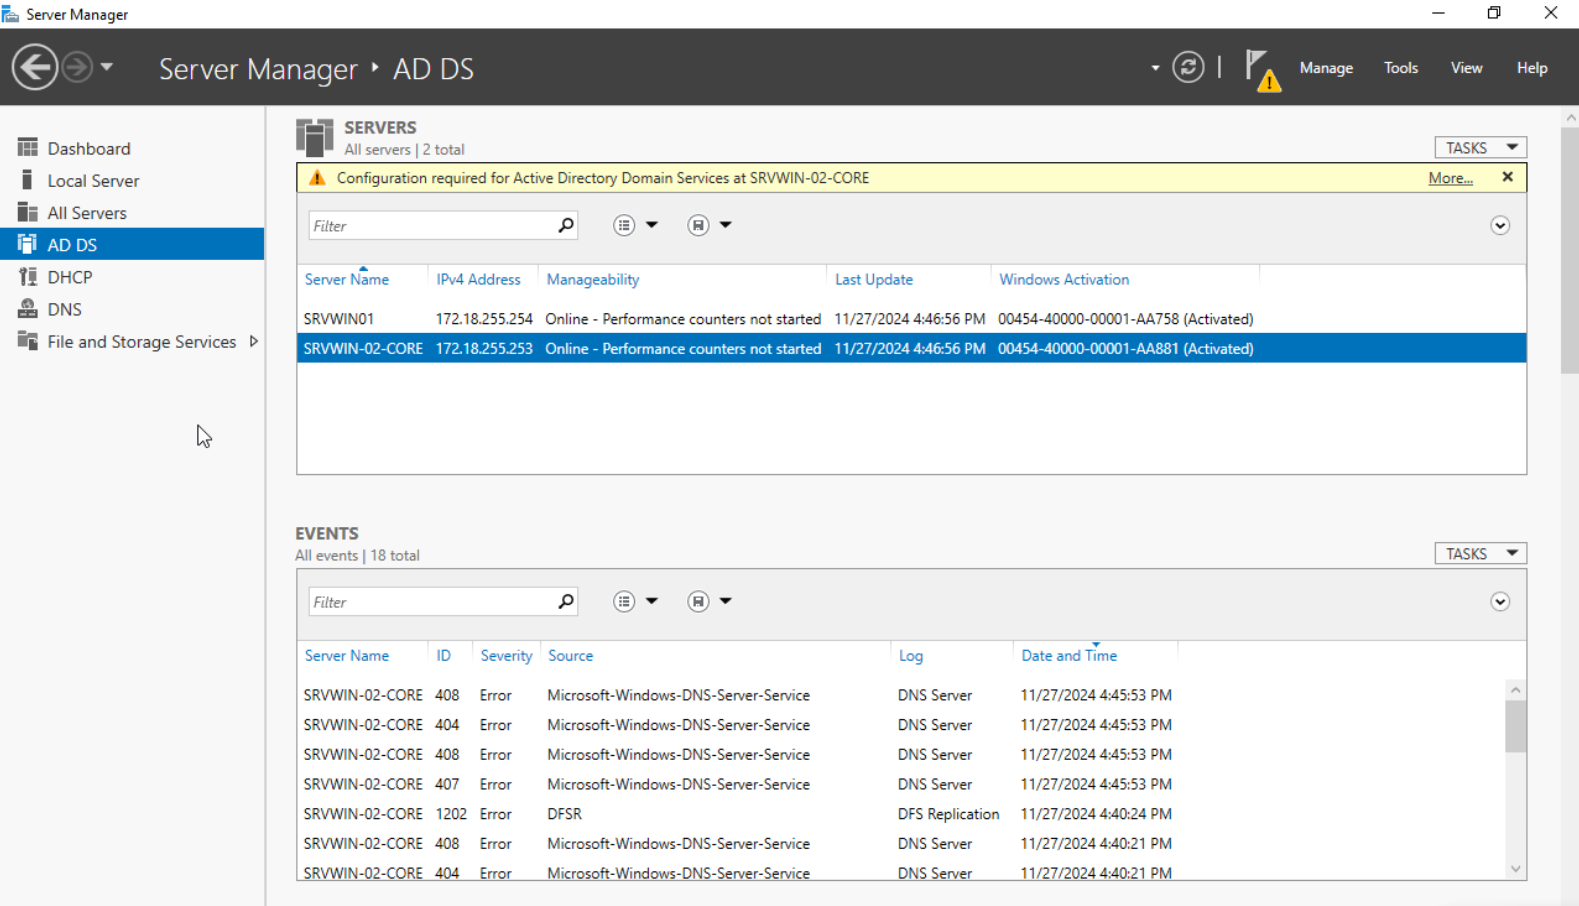 Server Manager
Server Manager ‣ AD DS
Manage Tools View Help
Dashboard
Local Server
All Servers
AD DS
DHCP
DNS
File and Storage Services
SERVERS
All servers | 2 total
TASKS
Configuration required for Active Directory Domain Services at SRVWIN-02-CORE More...
Filter
Server Name IPv4 Address Manageability Last Update Windows Activation
SRVWIN01 172.18.255.254 Online - Performance counters not started 11/27/2024 4:46:56 PM 00454-40000-00001-AA758 (Activated)
SRVWIN-02-CORE 172.18.255.253 Online - Performance counters not started 11/27/2024 4:46:56 PM 00454-40000-00001-AA881 (Activated)
EVENTS
All events | 18 total
TASKS
Filter
Server Name ID Severity Source Log Date and Time
SRVWIN-02-CORE 408 Error Microsoft-Windows-DNS-Server-Service DNS Server 11/27/2024 4:45:53 PM
SRVWIN-02-CORE 404 Error Microsoft-Windows-DNS-Server-Service DNS Server 11/27/2024 4:45:53 PM
SRVWIN-02-CORE 408 Error Microsoft-Windows-DNS-Server-Service DNS Server 11/27/2024 4:45:53 PM
SRVWIN-02-CORE 407 Error Microsoft-Windows-DNS-Server-Service DNS Server 11/27/2024 4:45:53 PM
SRVWIN-02-CORE 1202 Error DFSR DFS Replication 11/27/2024 4:40:24 PM
SRVWIN-02-CORE 408 Error Microsoft-Windows-DNS-Server-Service DNS Server 11/27/2024 4:40:21 PM
SRVWIN-02-CORE 404 Error Microsoft-Windows-DNS-Server-Service DNS Server 11/27/2024 4:40:21 PM